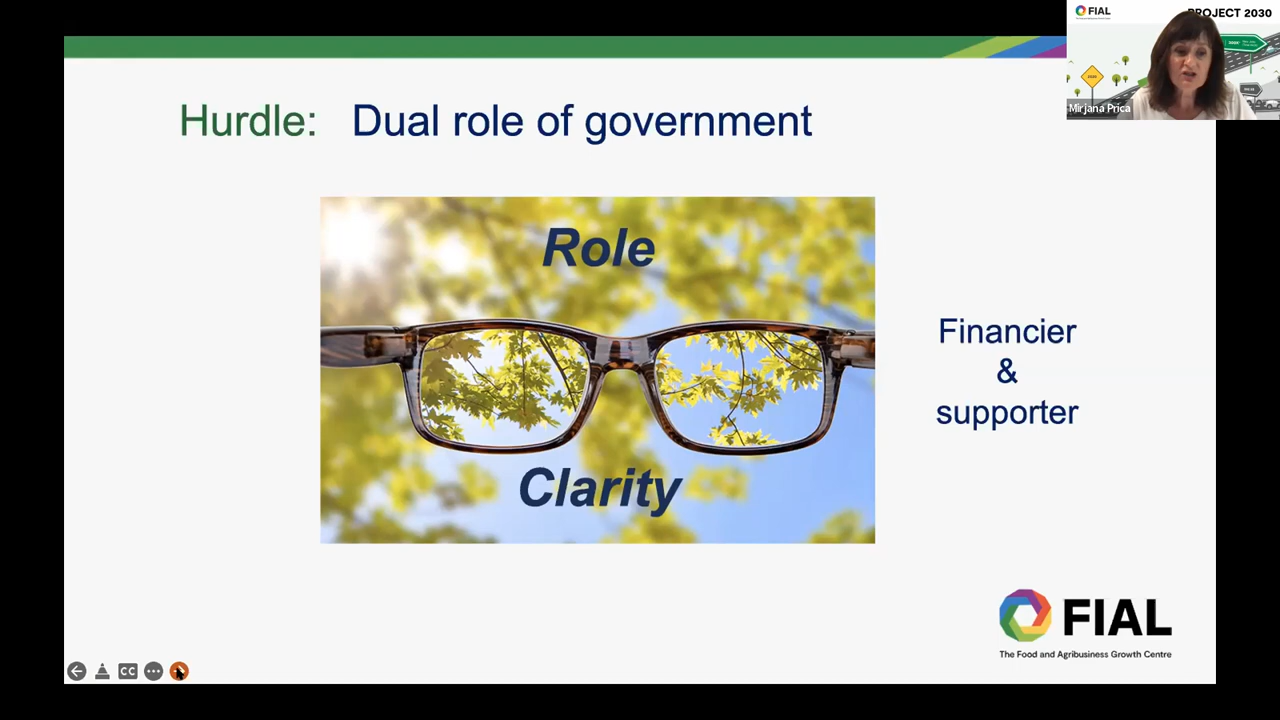 FIAL
PROJECT 2030
Mirjana Prica
Hurdle: Dual role of government
Role
Clarity
Financier
&
supporter
FIAL
The Food and Agribusiness Growth Centre
CC